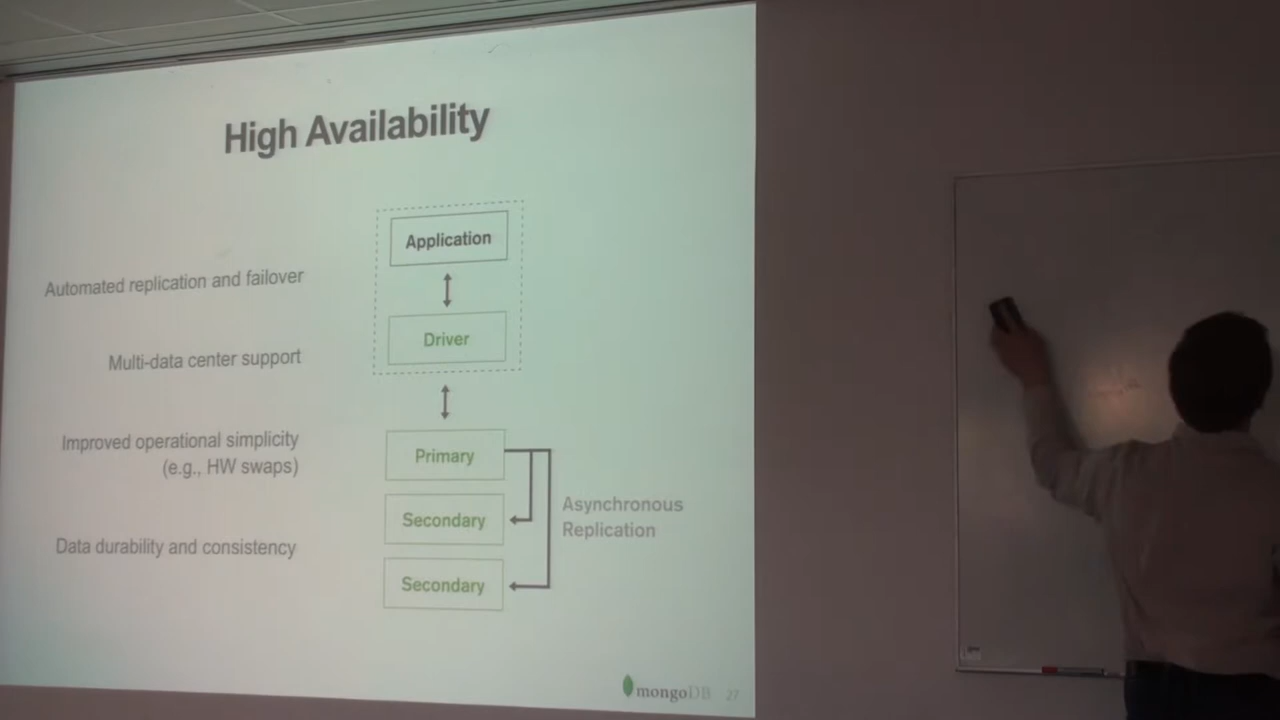 High Availability
Automated replication and failover
Multi-data center support
Improved operational simplicity
(e.g., HW swaps)
Data durability and consistency
Application
Driver
Primary
Secondary
Secondary
Asynchronous
Replication
mongoDB 27